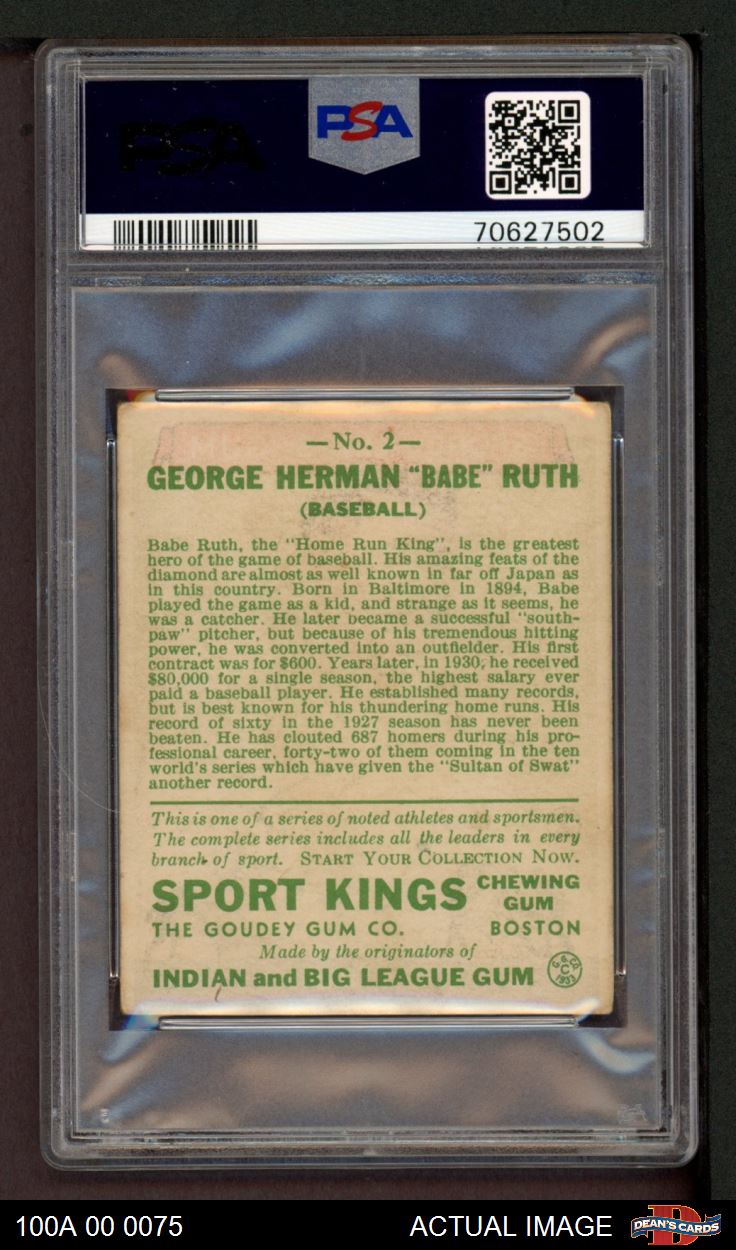 PSA
PSA
70627502
—No. 2—
GEORGE HERMAN "BABE" RUTH
(BASEBALL)
Babe Ruth, the "Home Run King", is the greatest
hero of the game of baseball. His amazing feats of the
diamond are almost as well known in far off Japan as
in this country. Born in Baltimore in 1894, Babe
played the game as a kid, and strange as it seems, he
was a catcher. He later became a successful "south-
paw" pitcher, but because of his tremendous hitting
power, he was converted into an outfielder. His first
contract was for $600. Years later, in 1930, he received
$80,000 for a single season, the highest salary ever
paid a baseball player. He established many records,
but is best known for his thundering home runs. His
record of sixty in the 1927 season has never been
beaten. He has clouted 687 homers during his pro-
fessional career, forty-two of them coming in the ten
world's series which have given the "Sultan of Swat"
another record.
This is one of a series of noted athletes and sportsmen.
The complete series includes all the leaders in every
branch of sport. START YOUR COLLECTION NOW.
SPORT KINGS CHEWING GUM
THE GOUDEY GUM CO. BOSTON
Made by the originators of
INDIAN and BIG LEAGUE GUM
G.G.CO.
C
1933
100A 00 0075 ACTUAL IMAGE
DEAN'S CARDS